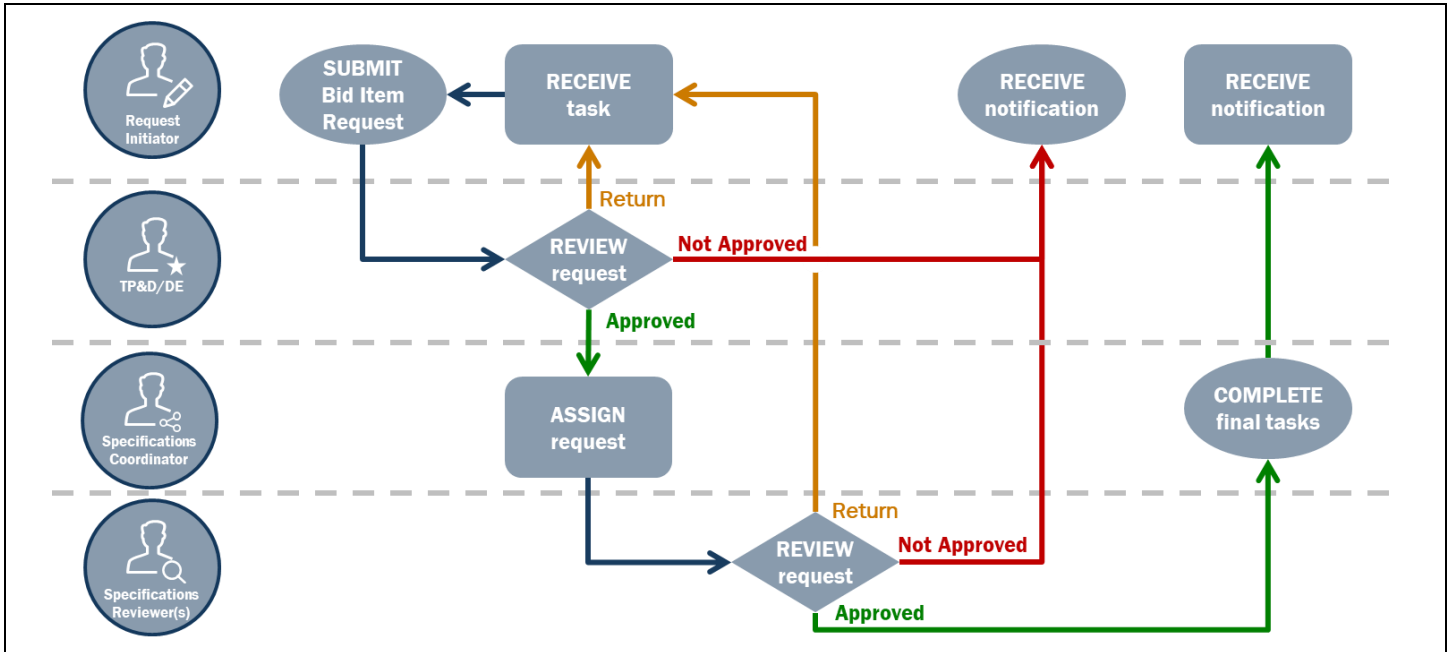 Request
Initiator
SUBMIT
Bid Item
Request
RECEIVE
task
RECEIVE
notification
RECEIVE
notification
TP&D/DE
Return
REVIEW
request
Not Approved
Approved
Specifications
Coordinator
ASSIGN
request
COMPLETE
final tasks
Specifications
Reviewer(s)
Return
REVIEW
request
Not Approved
Approved